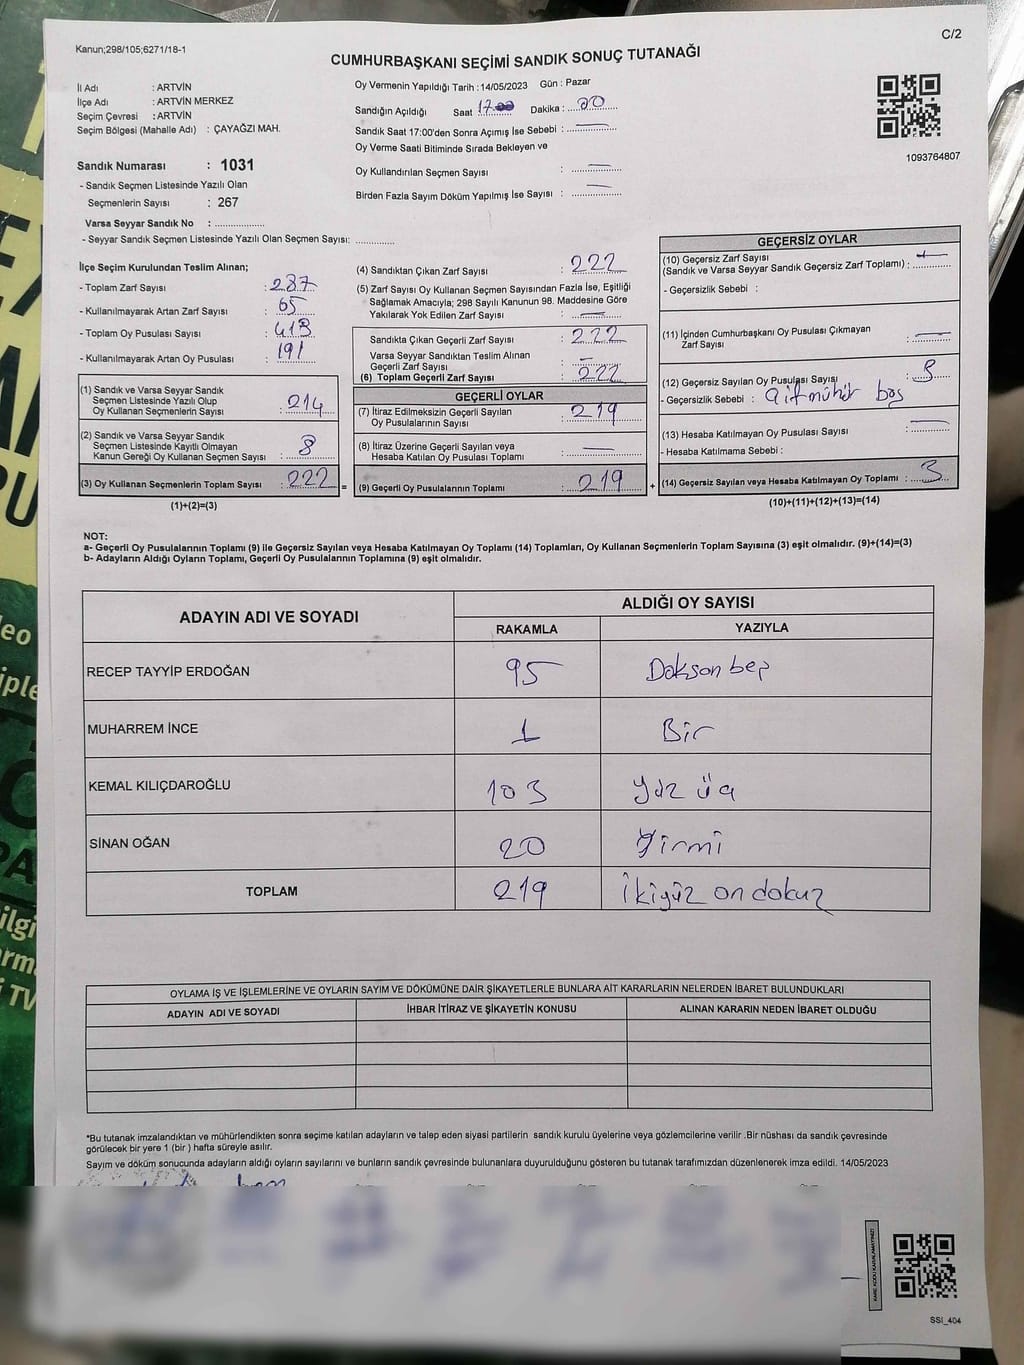 Kanun;298/105;6271/18-1
C/2
CUMHURBAŞKANI SEÇİMİ SANDIK SONUÇ TUTANAĞI
İl Adı : ARTVİN
İlçe Adı : ARTVİN MERKEZ
Seçim Çevresi : ARTVİN
Seçim Bölgesi (Mahalle Adı) : ÇAYAĞZI MAH.
Sandık Numarası : 1031
- Sandık Seçmen Listesinde Yazılı Olan
Seçmenlerin Sayısı : 267
Varsa Seyyar Sandık No : ................
- Seyyar Sandık Seçmen Listesinde Yazılı Olan Seçmen Sayısı: ............
Oy Vermenin Yapıldığı Tarih : 14/05/2023 Gün : Pazar
Sandığın Açıldığı Saat 17.00 Dakika : 00
Sandık Saat 17:00'den Sonra Açımış İse Sebebi : —
Oy Verme Saati Bitiminde Sırada Bekleyen ve
Oy Kullandırılan Seçmen Sayısı : —
Birden Fazla Sayım Döküm Yapılmış İse Sayısı : —
1093764807
İlçe Seçim Kurulundan Teslim Alınan;
- Toplam Zarf Sayısı : 287
- Kullanılmayarak Artan Zarf Sayısı : 65
- Toplam Oy Pusulası Sayısı : 413
- Kullanılmayarak Artan Oy Pusulası : 191
(1) Sandık ve Varsa Seyyar Sandık
Seçmen Listesinde Yazılı Olup
Oy Kullanan Seçmenlerin Sayısı : 214
(2) Sandık ve Varsa Seyyar Sandık
Seçmen Listesinde Kayıtlı Olmayan
Kanun Gereği Oy Kullanan Seçmen Sayısı : 8
(3) Oy Kullanan Seçmenlerin Toplam Sayısı : 222 =
(1)+(2)=(3)
(4) Sandıktan Çıkan Zarf Sayısı : 222
(5) Zarf Sayısı Oy Kullanan Seçmen Sayısından Fazla İse, Eşitliği
Sağlamak Amacıyla; 298 Sayılı Kanunun 98. Maddesine Göre
Yakılarak Yok Edilen Zarf Sayısı : —
Sandıkta Çıkan Geçerli Zarf Sayısı : 222
Varsa Seyyar Sandıktan Teslim Alınan
Geçerli Zarf Sayısı : —
(6) Toplam Geçerli Zarf Sayısı : 222
GEÇERLİ OYLAR
(7) İtiraz Edilmeksizin Geçerli Sayılan
Oy Pusulalarının Sayısı : 219
(8) İtiraz Üzerine Geçerli Sayılan veya
Hesaba Katılan Oy Pusulası Toplamı : —
(9) Geçerli Oy Pusulalarının Toplamı : 219 +
GEÇERSİZ OYLAR
(10) Geçersiz Zarf Sayısı
(Sandık ve Varsa Seyyar Sandık Geçersiz Zarf Toplamı) : —
- Geçersizlik Sebebi :
(11) İçinden Cumhurbaşkanı Oy Pusulası Çıkmayan
Zarf Sayısı : —
(12) Geçersiz Sayılan Oy Pusulası Sayısı : 3
- Geçersizlik Sebebi : çift mühür boş
(13) Hesaba Katılmayan Oy Pusulası Sayısı : —
- Hesaba Katılmama Sebebi :
(14) Geçersiz Sayılan veya Hesaba Katılmayan Oy Toplamı : 3
(10)+(11)+(12)+(13)=(14)
NOT:
a- Geçerli Oy Pusulalarının Toplamı (9) ile Geçersiz Sayılan veya Hesaba Katılmayan Oy Toplamı (14) Toplamları, Oy Kullanan Seçmenlerin Toplam Sayısına (3) eşit olmalıdır. (9)+(14)=(3)
b- Adayların Aldığı Oyların Toplamı, Geçerli Oy Pusulalarının Toplamına (9) eşit olmalıdır.
ADAYIN ADI VE SOYADI ALDIĞI OY SAYISI
RAKAMLA YAZIYLA
RECEP TAYYİP ERDOĞAN 95 Doksan beş
MUHARREM İNCE 1 Bir
KEMAL KILIÇDAROĞLU 103 Yüz üç
SİNAN OĞAN 20 Yirmi
TOPLAM 219 İkiyüz on dokuz
OYLAMA İŞ VE İŞLEMLERİNE VE OYLARIN SAYIM VE DÖKÜMÜNE DAİR ŞİKAYETLERLE BUNLARA AİT KARARLARIN NELERDEN İBARET BULUNDUKLARI
ADAYIN ADI VE SOYADI İHBAR İTİRAZ VE ŞİKAYETİN KONUSU ALINAN KARARIN NEDEN İBARET OLDUĞU
*Bu tutanak imzalandıktan ve mühürlendikten sonra seçime katılan adayların ve talep eden siyasi partilerin sandık kurulu üyelerine veya gözlemcilerine verilir .Bir nüshası da sandık çevresinde
görülecek bir yere 1 (bir ) hafta süreyle asılır.
Sayım ve döküm sonucunda adayların aldığı oyların sayılarını ve bunların sandık çevresinde bulunanlara duyurulduğunu gösteren bu tutanak tarafımızdan düzenlenerek imza edildi. 14/05/2023
KARE KODU KARALAMAYINIZ!
SSI_404